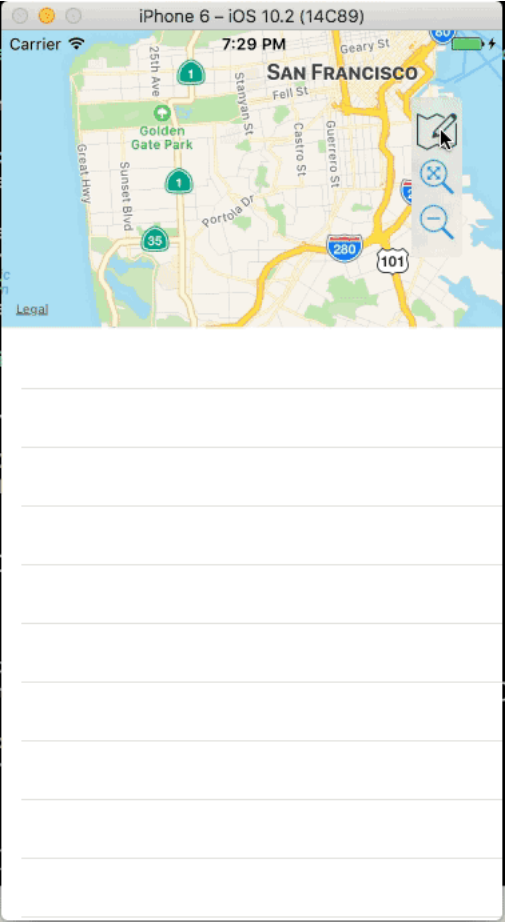 iPhone 6 – iOS 10.2 (14C89)
Carrier 7:29 PM
80
Geary St
25th Ave
1
SAN FRANCISCO
Stanyan St
Fell St
Golden
Gate Park
Great Hwy
Sunset Blvd
Castro St
Guerrero St
1
Portola Dr
35
280
101
Legal